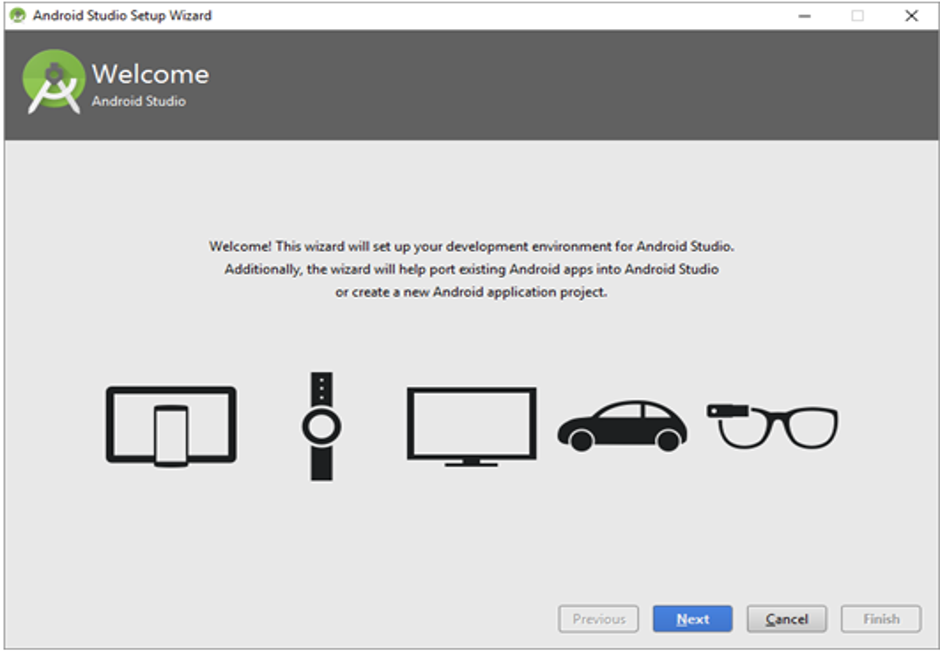 Android Studio Setup Wizard
Welcome
Android Studio
Welcome! This wizard will set up your development environment for Android Studio.
Additionally, the wizard will help port existing Android apps into Android Studio
or create a new Android application project.
Previous Next Cancel Finish